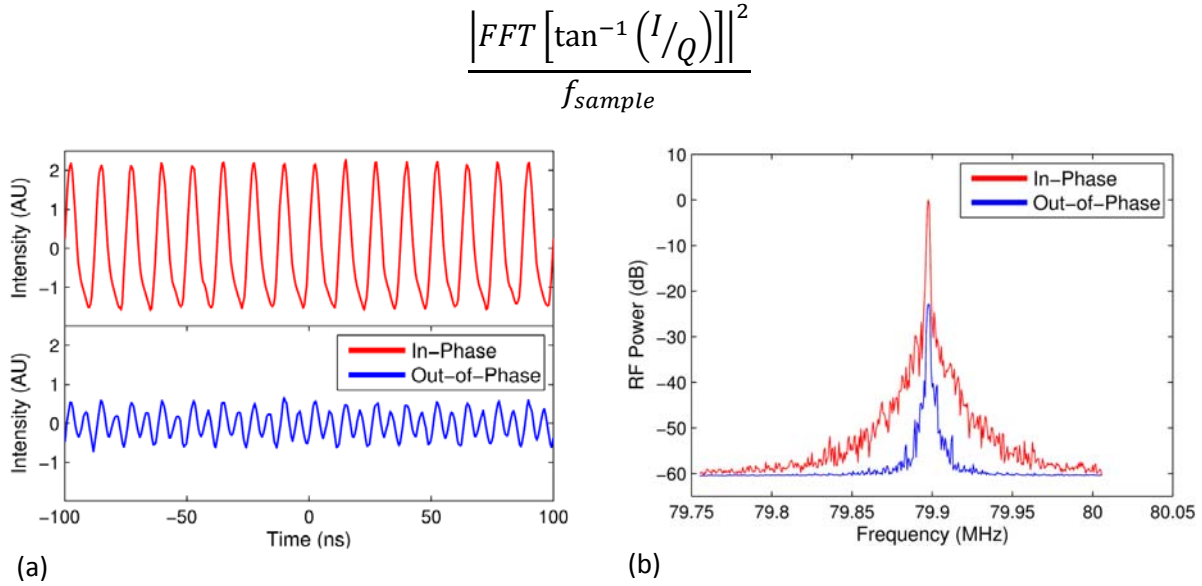 |FFT [tan⁻¹ (I/Q)]|²
f_sample
2
1
0
−1
Intensity (AU)
2
1
0
−1
Intensity (AU)
In−Phase
Out−of−Phase
−100 −50 0 50 100
Time (ns)
(a)
10
0
−10
−20
−30
−40
−50
−60
RF Power (dB)
In−Phase
Out−of−Phase
79.75 79.8 79.85 79.9 79.95 80 80.05
Frequency (MHz)
(b)